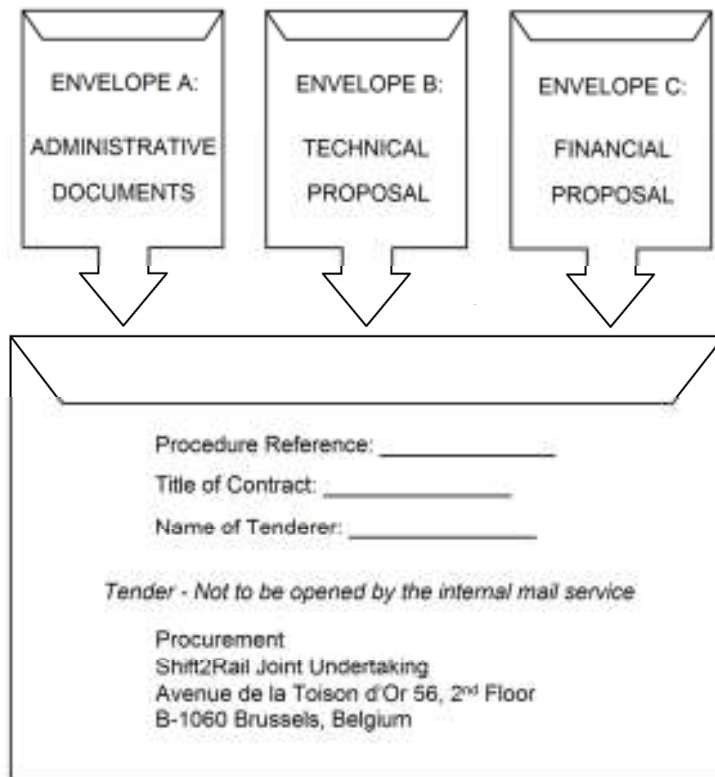 ENVELOPE A:
ADMINISTRATIVE
DOCUMENTS
ENVELOPE B:
TECHNICAL
PROPOSAL
ENVELOPE C:
FINANCIAL
PROPOSAL
Procedure Reference: ____________
Title of Contract: ____________
Name of Tenderer: ____________
Tender - Not to be opened by the internal mail service
Procurement
Shift2Rail Joint Undertaking
Avenue de la Toison d'Or 56, 2nd Floor
B-1060 Brussels, Belgium